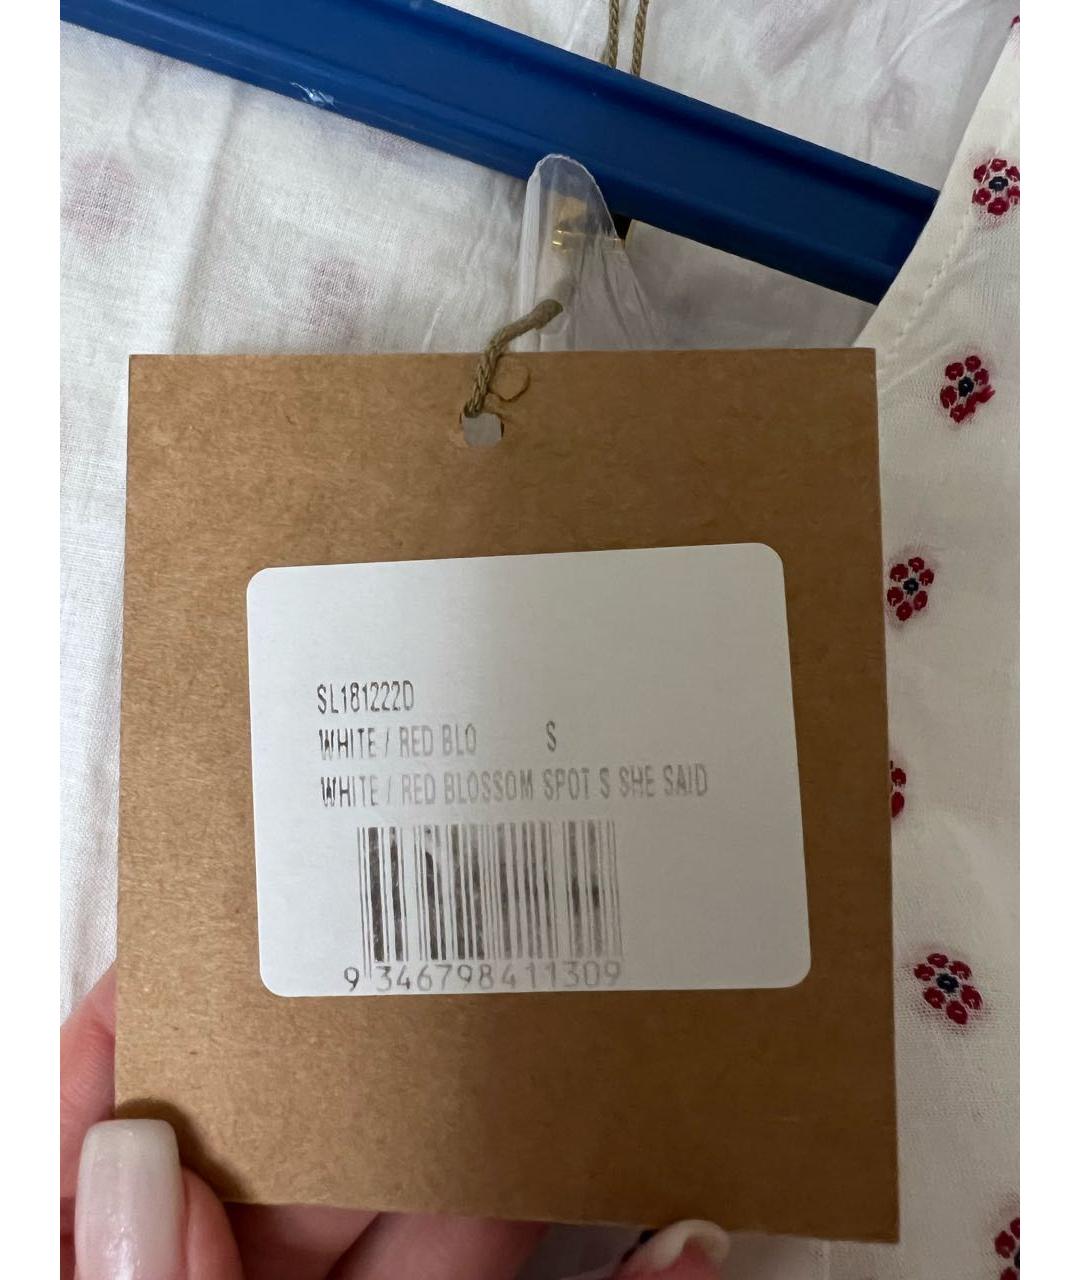 SL181222D
WHITE / RED BLO S
WHITE / RED BLOSSOM SPOT S SHE SAID
9 346798 411309